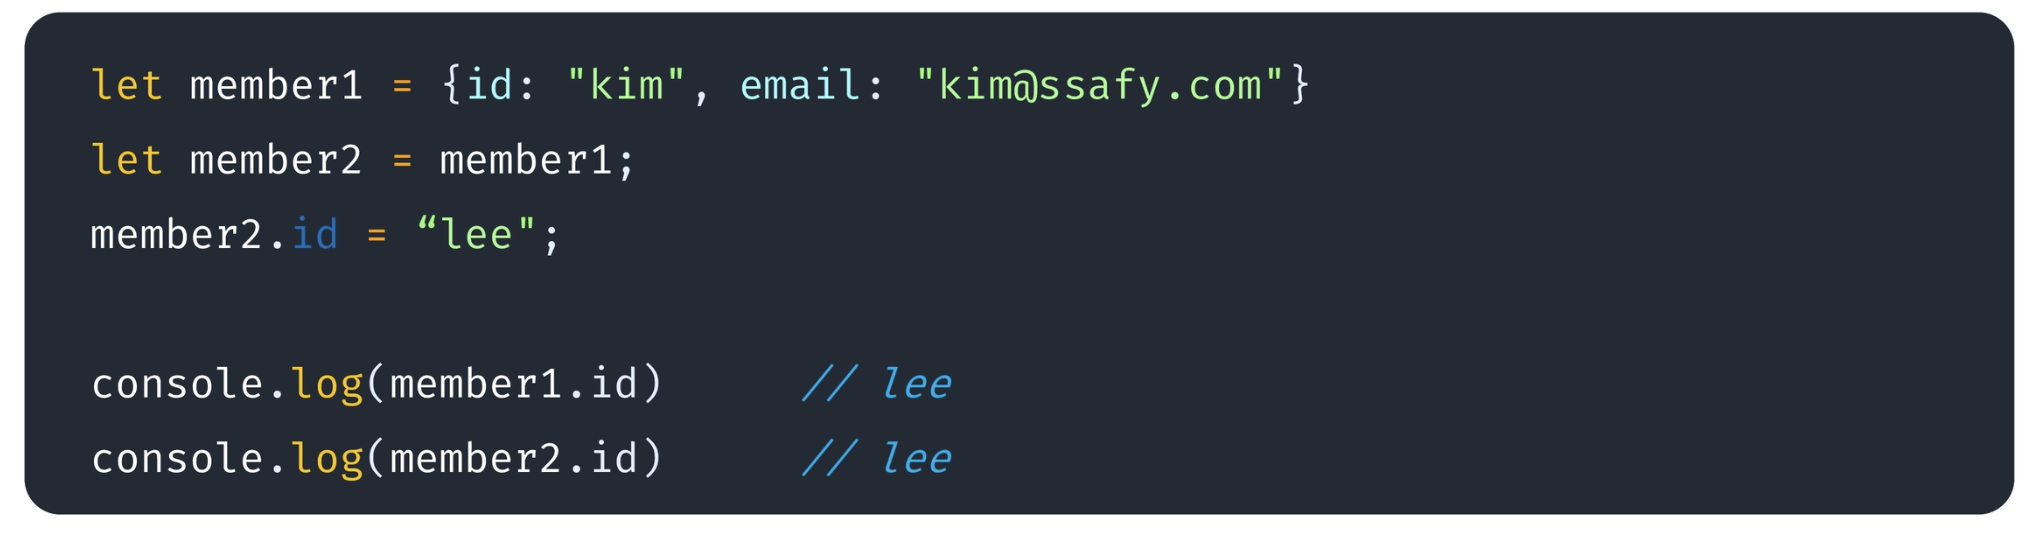 let member1 = {id: "kim", email: "kim@ssafy.com"}
let member2 = member1;
member2.id = “lee";
console.log(member1.id) // lee
console.log(member2.id) // lee